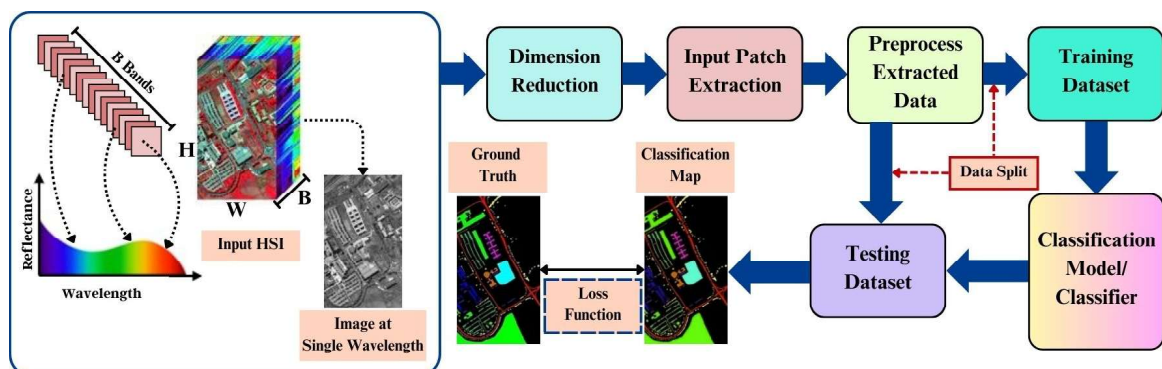 B Bands
H
W
B
Reflectance
Wavelength
Input HSI
Image at
Single Wavelength
Dimension
Reduction
Input Patch
Extraction
Preprocess
Extracted
Data
Training
Dataset
Data Split
Ground
Truth
Classification
Map
Loss
Function
Testing
Dataset
Classification
Model/
Classifier